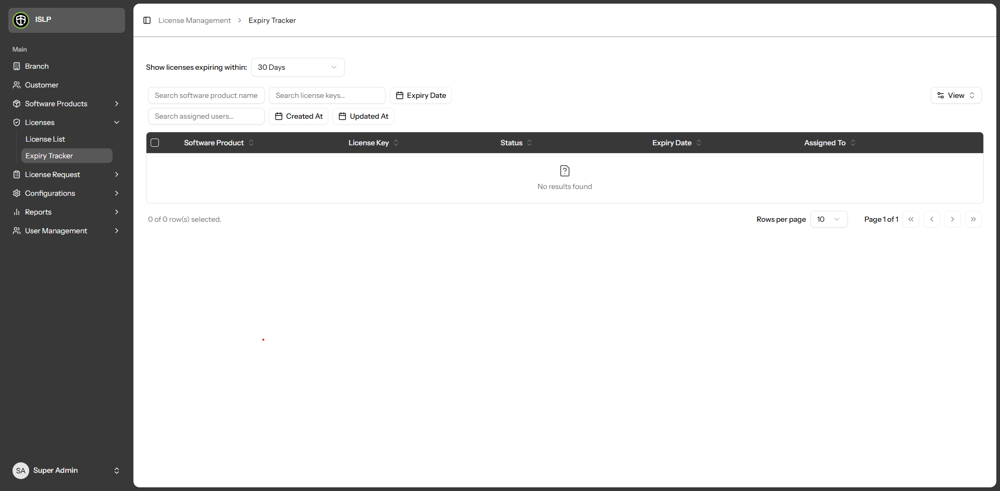 ISLP
Main
Branch
Customer
Software Products
Licenses
License List
Expiry Tracker
License Request
Configurations
Reports
User Management
SA Super Admin
License Management > Expiry Tracker
Show licenses expiring within: 30 Days
Search software product name Search license keys... Expiry Date View
Search assigned users... Created At Updated At
Software Product License Key Status Expiry Date Assigned To
No results found
0 of 0 row(s) selected. Rows per page 10 Page 1 of 1